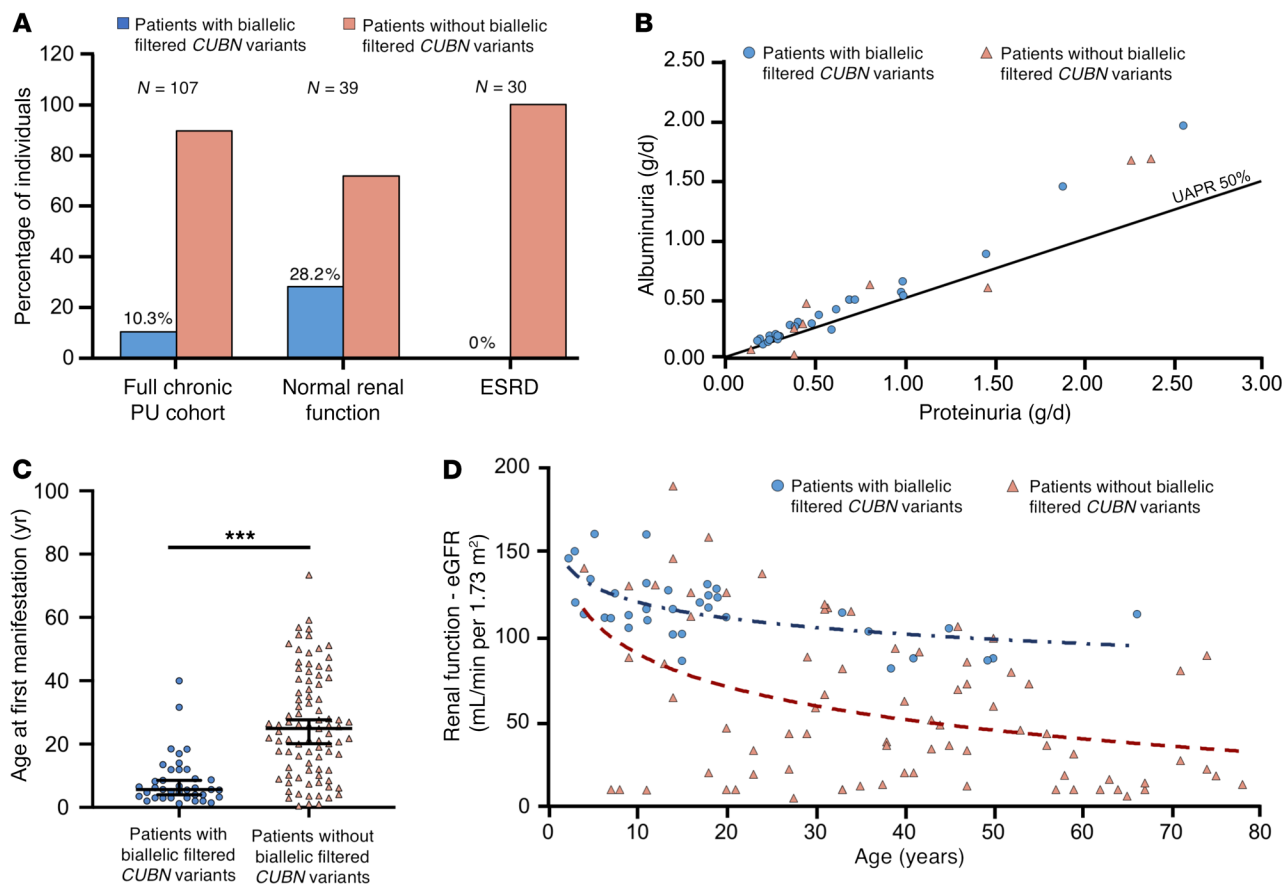 A
Patients with biallelic
filtered CUBN variants
Patients without biallelic
filtered CUBN variants
Percentage of individuals
120
100
80
60
40
20
0
N = 107
N = 39
N = 30
10.3%
28.2%
0%
Full chronic
PU cohort
Normal renal
function
ESRD
B
Patients with biallelic
filtered CUBN variants
Patients without biallelic
filtered CUBN variants
Albuminuria (g/d)
2.50
2.00
1.50
1.00
0.50
0.00
UAPR 50%
0.00 0.50 1.00 1.50 2.00 2.50 3.00
Proteinuria (g/d)
C
Age at first manifestation (yr)
100
80
60
40
20
0
***
Patients with
biallelic filtered
CUBN variants
Patients without
biallelic filtered
CUBN variants
D
Patients with biallelic
filtered CUBN variants
Patients without biallelic
filtered CUBN variants
Renal function - eGFR
(mL/min per 1.73 m²)
200
150
100
50
0
0 10 20 30 40 50 60 70 80
Age (years)